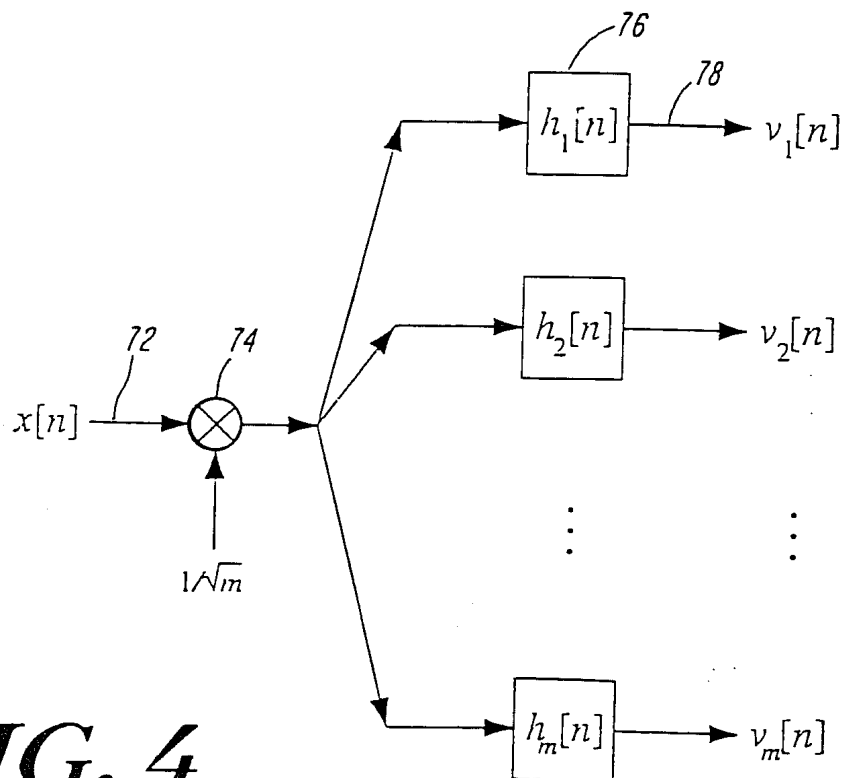 76
78
h₁[n]
v₁[n]
h₂[n]
v₂[n]
72
74
x[n]
1/√m
hₘ[n]
vₘ[n]
IG. 4